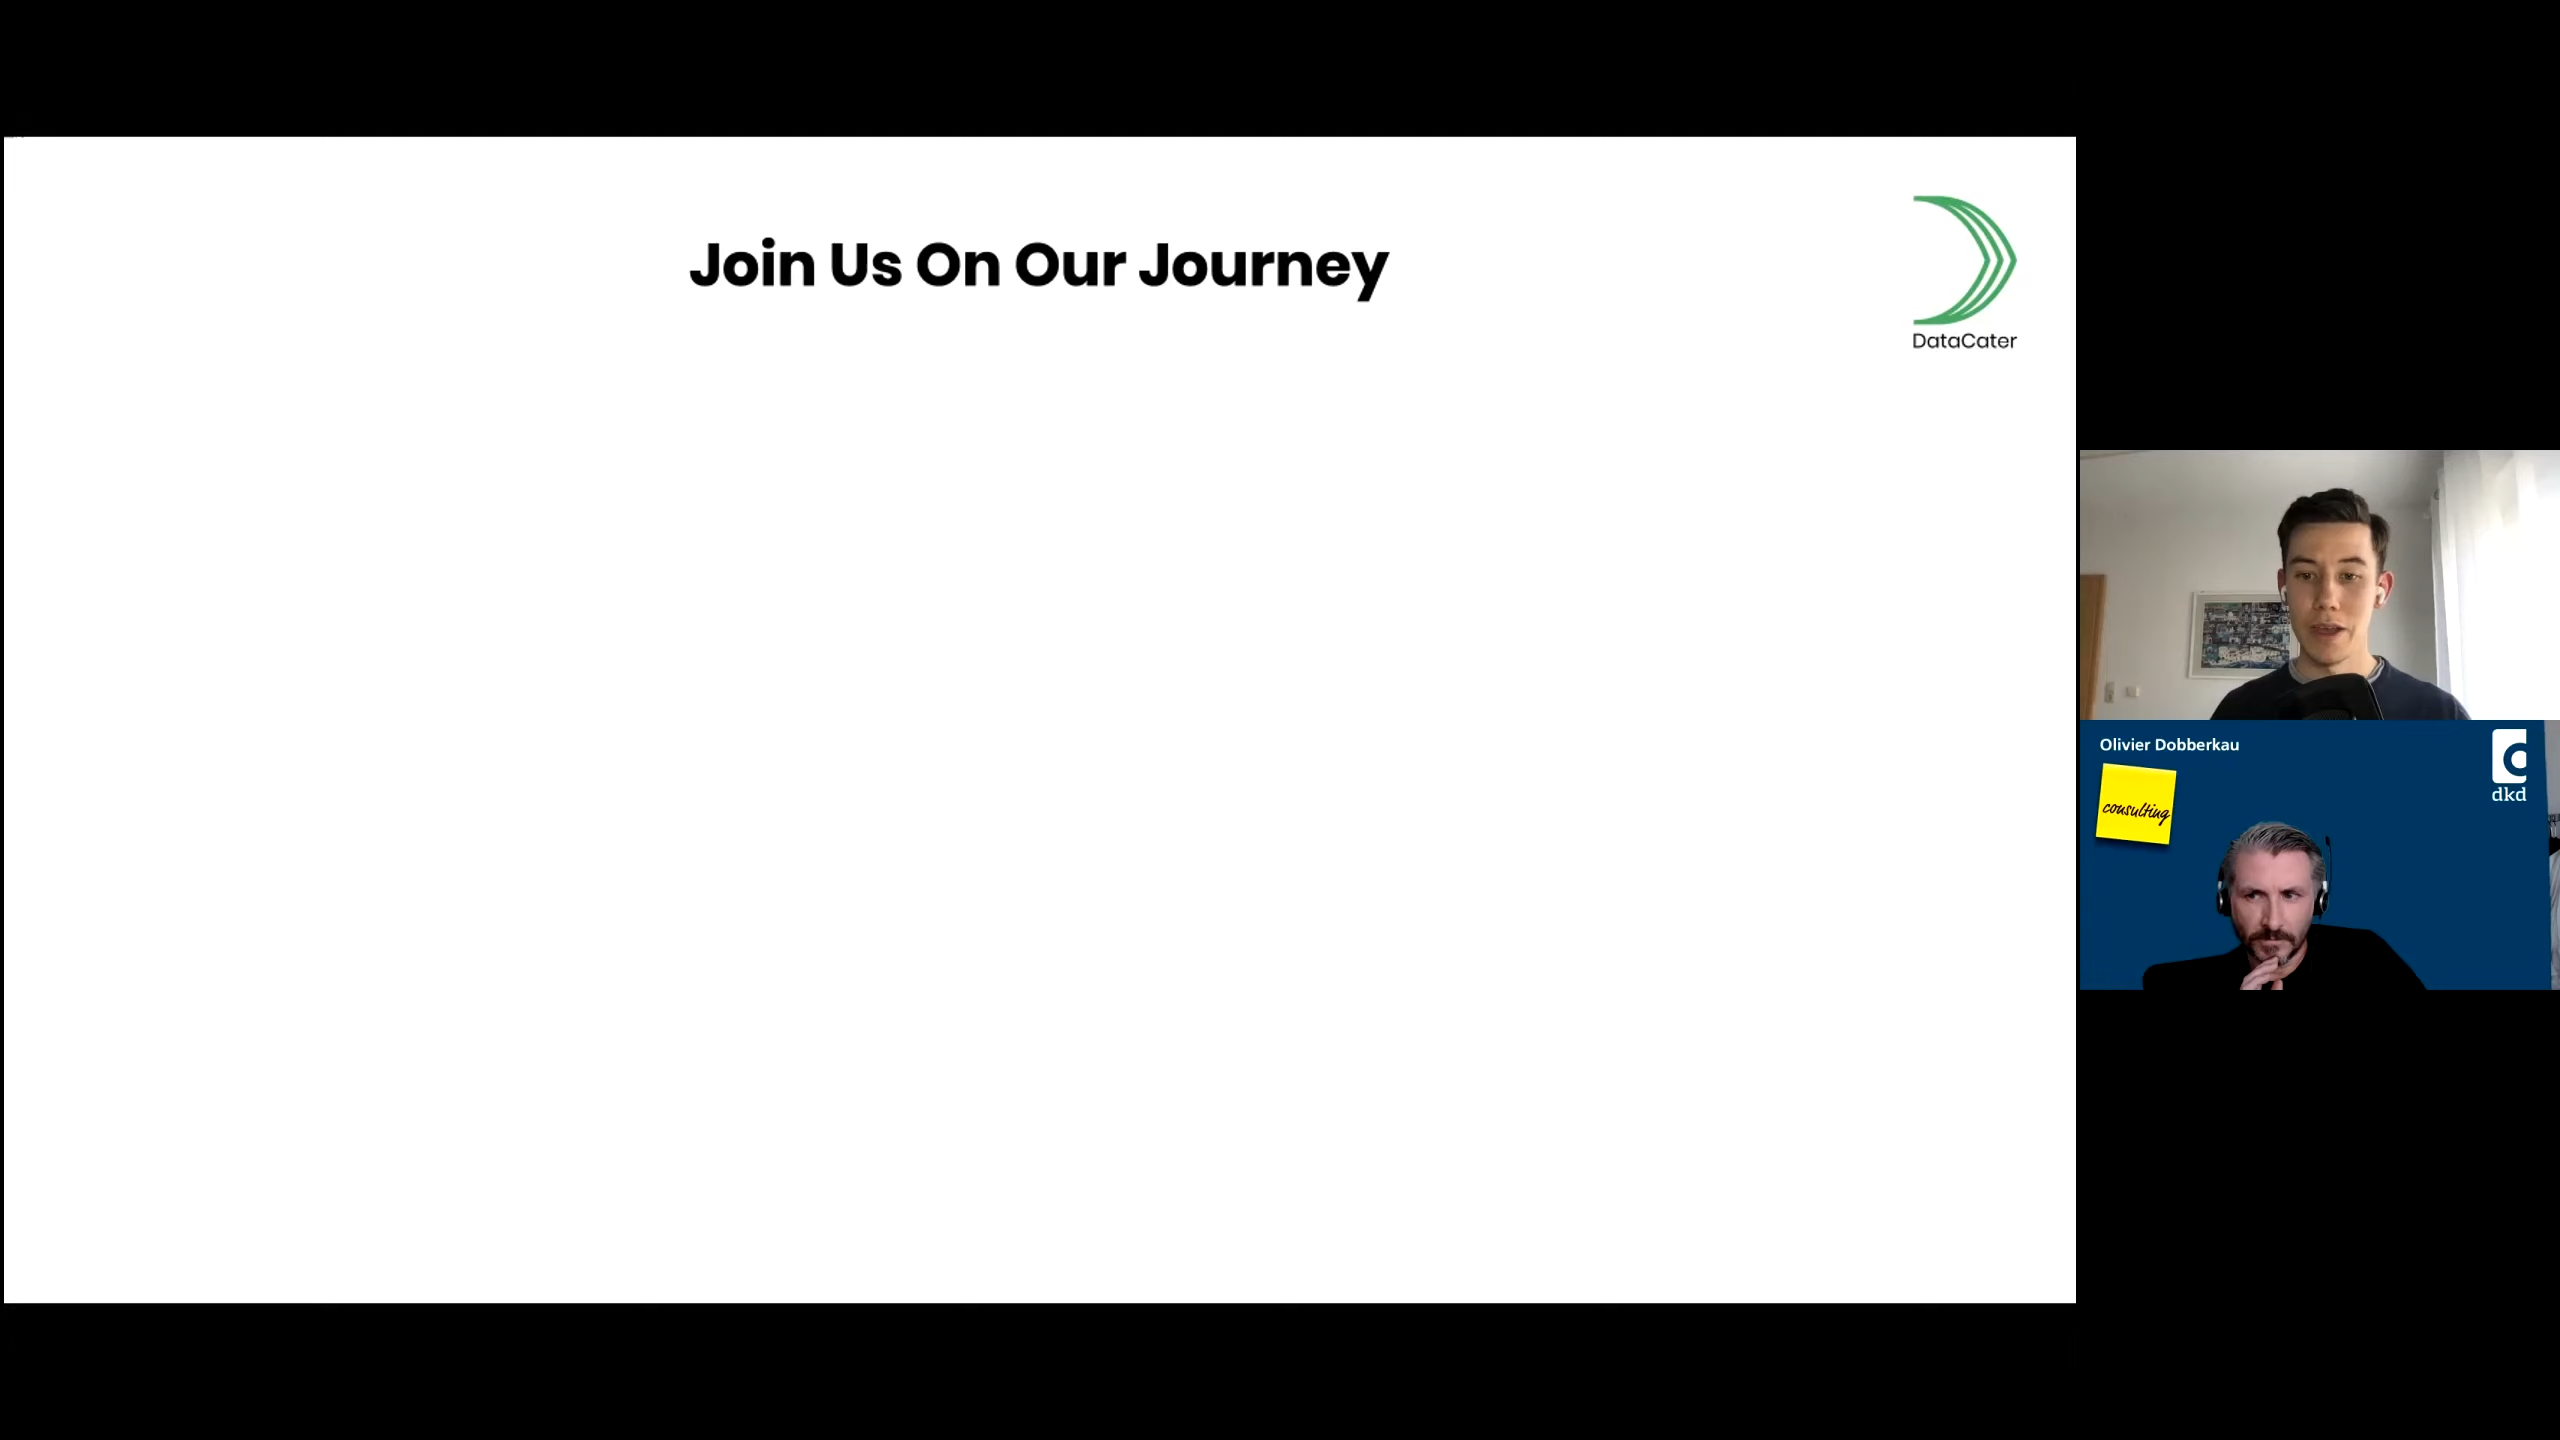 Join Us On Our Journey
DataCater
Olivier Dobberkau
consulting
dkd